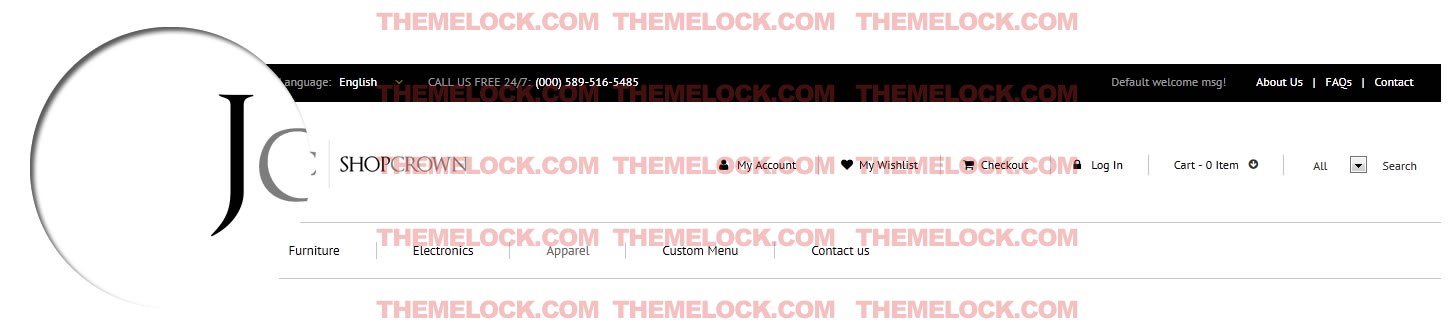 THEMELOCK.COM THEMELOCK.COM THEMELOCK.COM
anguage: English CALL US FREE 24/7: (000) 589-516-5485 Default welcome msg! About Us | FAQs | Contact
THEMELOCK.COM THEMELOCK.COM THEMELOCK.COM
JC SHOPCROWN My Account My Wishlist Checkout Log In Cart - 0 Item All Search
THEMELOCK.COM THEMELOCK.COM THEMELOCK.COM
Furniture Electronics Apparel Custom Menu Contact us
THEMELOCK.COM THEMELOCK.COM THEMELOCK.COM
THEMELOCK.COM THEMELOCK.COM THEMELOCK.COM